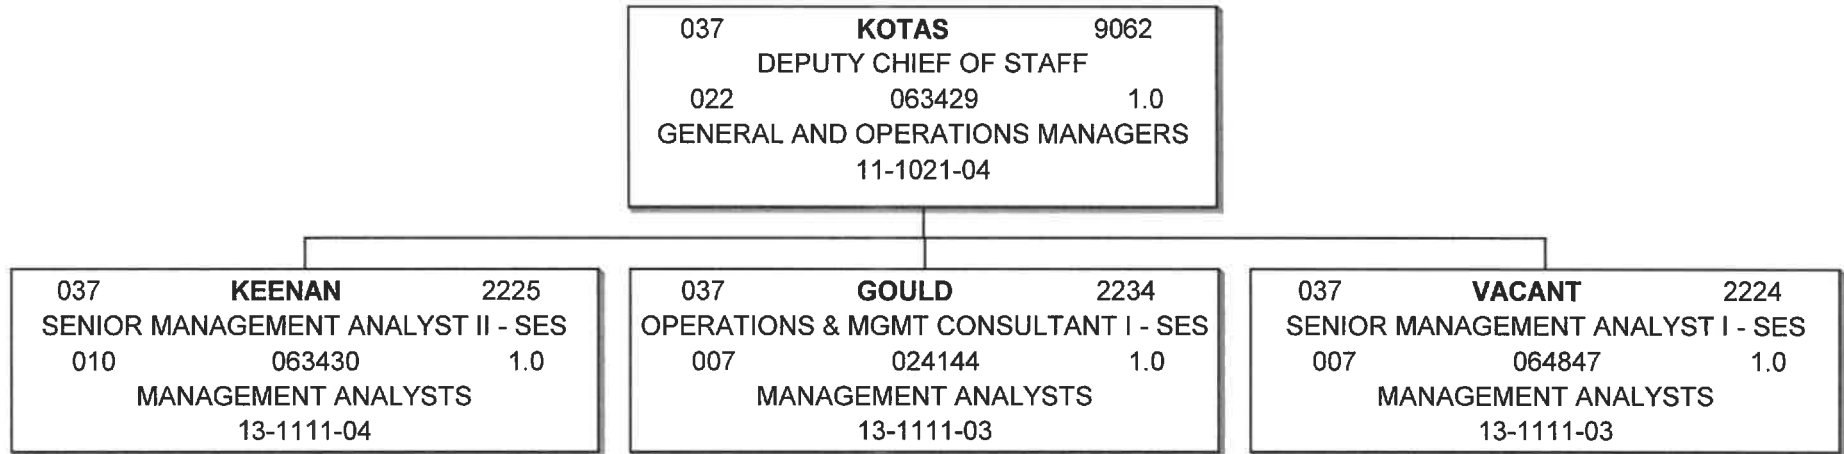 037 KOTAS 9062
DEPUTY CHIEF OF STAFF
022 063429 1.0
GENERAL AND OPERATIONS MANAGERS
11-1021-04
037 KEENAN 2225
SENIOR MANAGEMENT ANALYST II - SES
010 063430 1.0
MANAGEMENT ANALYSTS
13-1111-04
037 GOULD 2234
OPERATIONS & MGMT CONSULTANT I - SES
007 024144 1.0
MANAGEMENT ANALYSTS
13-1111-03
037 VACANT 2224
SENIOR MANAGEMENT ANALYST I - SES
007 064847 1.0
MANAGEMENT ANALYSTS
13-1111-03